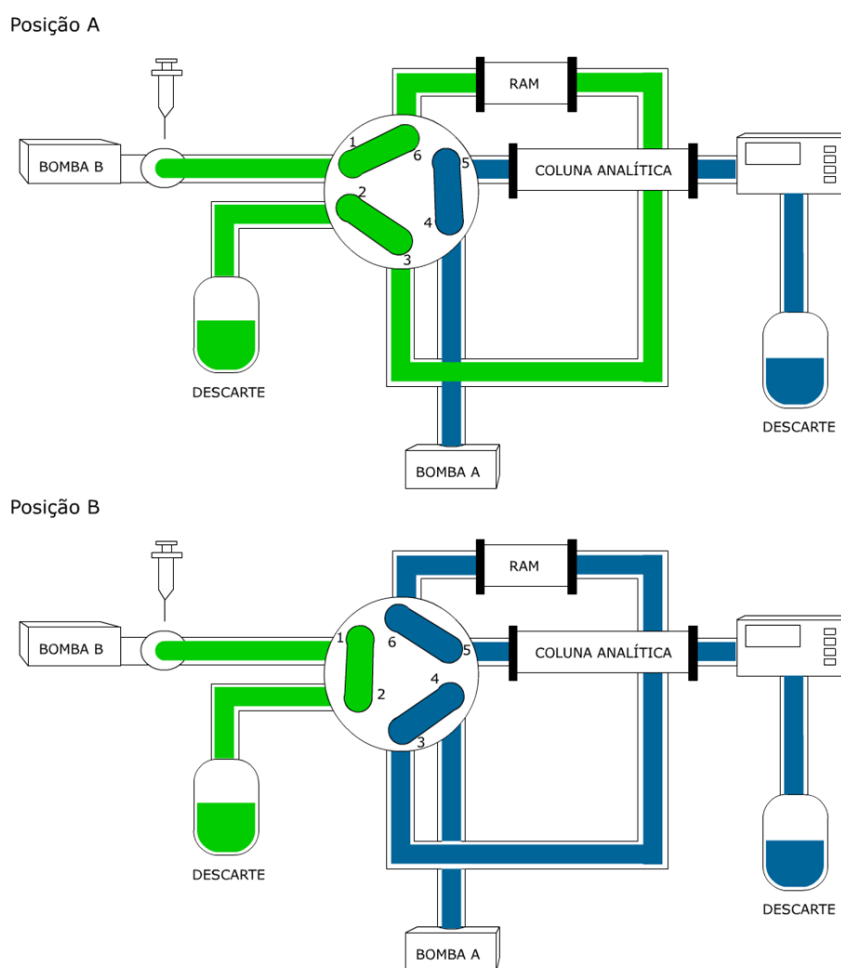 Posição A
RAM
BOMBA B
1
6
5
COLUNA ANALÍTICA
2
4
3
DESCARTE
DESCARTE
BOMBA A
Posição B
RAM
BOMBA B
1
6
5
COLUNA ANALÍTICA
4
2
3
DESCARTE
DESCARTE
BOMBA A